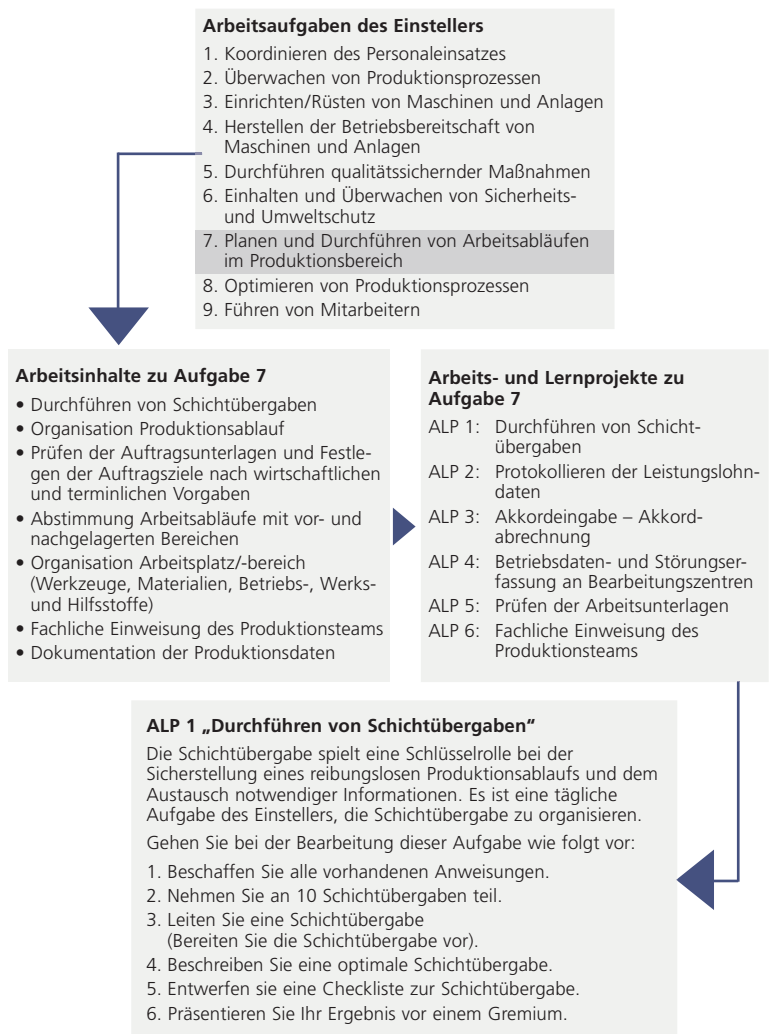 Arbeitsaufgaben des Einstellers
1. Koordinieren des Personaleinsatzes
2. Überwachen von Produktionsprozessen
3. Einrichten/Rüsten von Maschinen und Anlagen
4. Herstellen der Betriebsbereitschaft von
Maschinen und Anlagen
5. Durchführen qualitätssichernder Maßnahmen
6. Einhalten und Überwachen von Sicherheits-
und Umweltschutz
7. Planen und Durchführen von Arbeitsabläufen
im Produktionsbereich
8. Optimieren von Produktionsprozessen
9. Führen von Mitarbeitern
Arbeitsinhalte zu Aufgabe 7
• Durchführen von Schichtübergaben
• Organisation Produktionsablauf
• Prüfen der Auftragsunterlagen und Festle-
gen der Auftragsziele nach wirtschaftlichen
und terminlichen Vorgaben
• Abstimmung Arbeitsabläufe mit vor- und
nachgelagerten Bereichen
• Organisation Arbeitsplatz/-bereich
(Werkzeuge, Materialien, Betriebs-, Werks-
und Hilfsstoffe)
• Fachliche Einweisung des Produktionsteams
• Dokumentation der Produktionsdaten
Arbeits- und Lernprojekte zu
Aufgabe 7
ALP 1: Durchführen von Schicht-
übergaben
ALP 2: Protokollieren der Leistungslohn-
daten
ALP 3: Akkordeingabe – Akkord-
abrechnung
ALP 4: Betriebsdaten- und Störungser-
fassung an Bearbeitungszentren
ALP 5: Prüfen der Arbeitsunterlagen
ALP 6: Fachliche Einweisung des
Produktionsteams
ALP 1 „Durchführen von Schichtübergaben“
Die Schichtübergabe spielt eine Schlüsselrolle bei der
Sicherstellung eines reibungslosen Produktionsablaufs und dem
Austausch notwendiger Informationen. Es ist eine tägliche
Aufgabe des Einstellers, die Schichtübergabe zu organisieren.
Gehen Sie bei der Bearbeitung dieser Aufgabe wie folgt vor:
1. Beschaffen Sie alle vorhandenen Anweisungen.
2. Nehmen Sie an 10 Schichtübergaben teil.
3. Leiten Sie eine Schichtübergabe
(Bereiten Sie die Schichtübergabe vor).
4. Beschreiben Sie eine optimale Schichtübergabe.
5. Entwerfen sie eine Checkliste zur Schichtübergabe.
6. Präsentieren Sie Ihr Ergebnis vor einem Gremium.